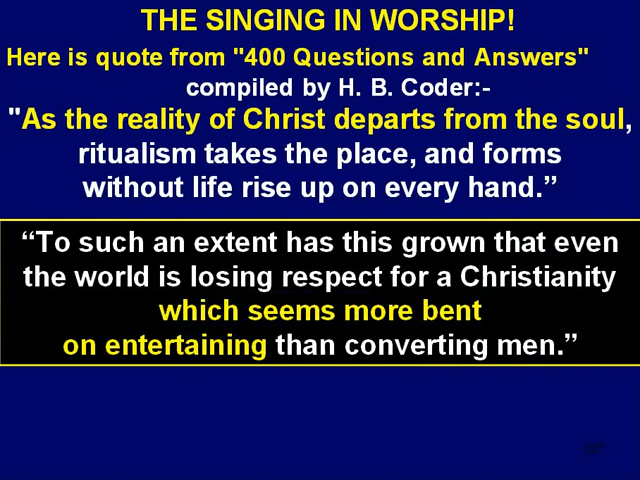 THE SINGING IN WORSHIP!
Here is quote from "400 Questions and Answers"
compiled by H. B. Coder:-
"As the reality of Christ departs from the soul,
ritualism takes the place, and forms
without life rise up on every hand.”
“To such an extent has this grown that even
the world is losing respect for a Christianity
which seems more bent
on entertaining than converting men.”